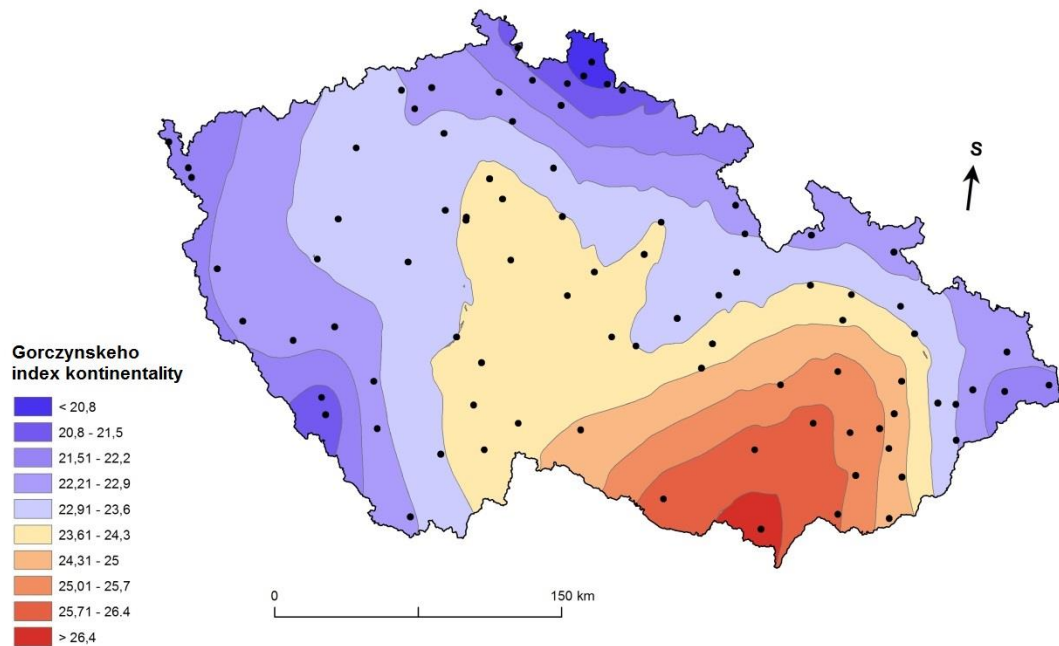 S
Gorczynskeho
index kontinentality
< 20,8
20,8 - 21,5
21,51 - 22,2
22,21 - 22,9
22,91 - 23,6
23,61 - 24,3
24,31 - 25
25,01 - 25,7
25,71 - 26.4
> 26,4
0 150 km